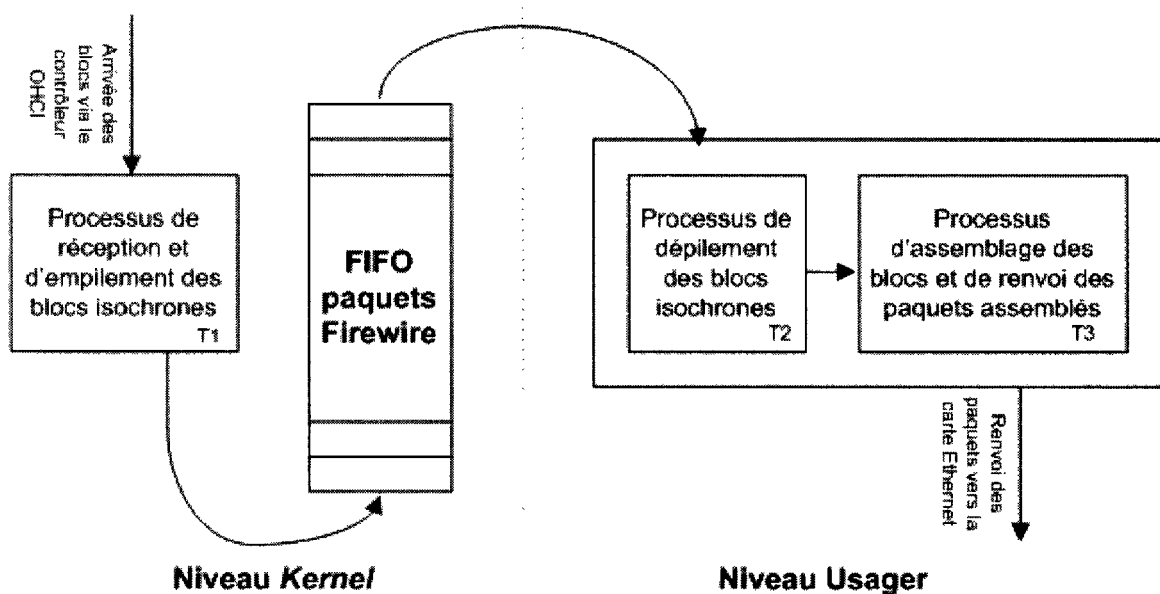 Arrivée des
blocs via le
contrôleur
OHCI
Processus de
réception et
d'empilement des
blocs isochrones
T1
FIFO
paquets
Firewire
Processus de
dépilement
des blocs
isochrones
T2
Processus
d'assemblage des
blocs et de renvoi des
paquets assemblés
T3
Renvoi des
paquets vers la
carte Ethernet
Niveau Kernel
Niveau Usager